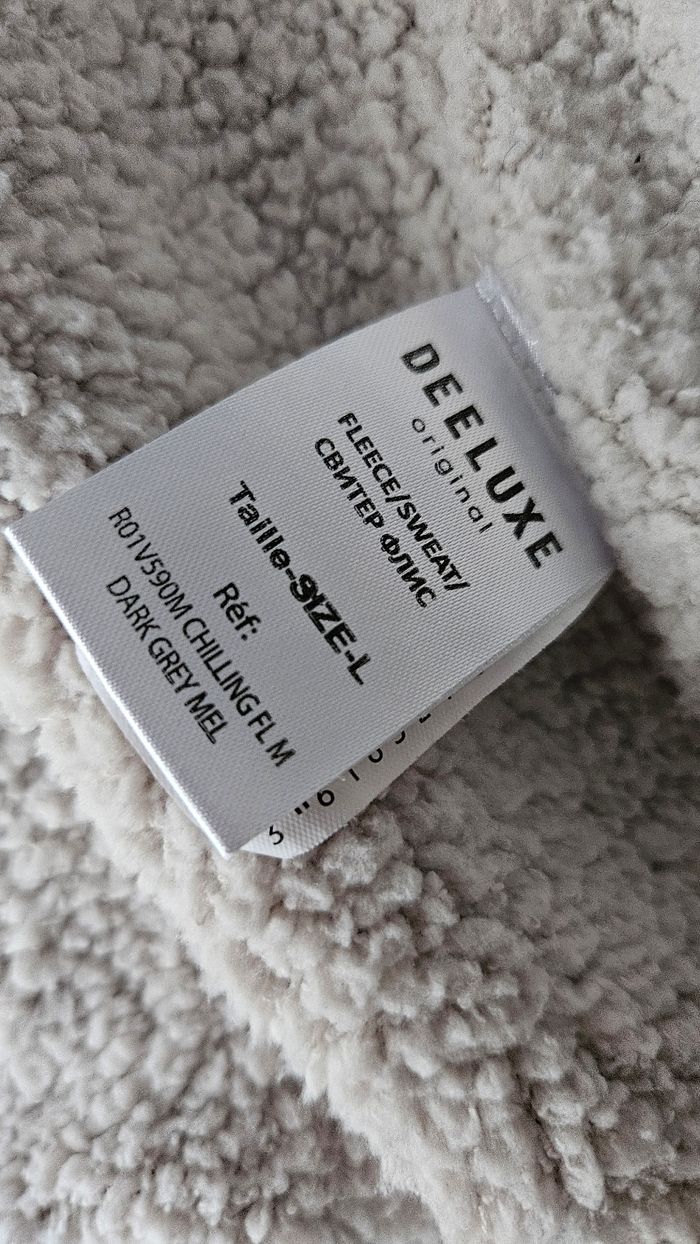 DEELUXE
original
FLEECE/SWEAT/
СВИТЕР ФЛИС
Taille-SIZE-L
Réf:
R01V590M CHILLING FL M
DARK GREY MEL